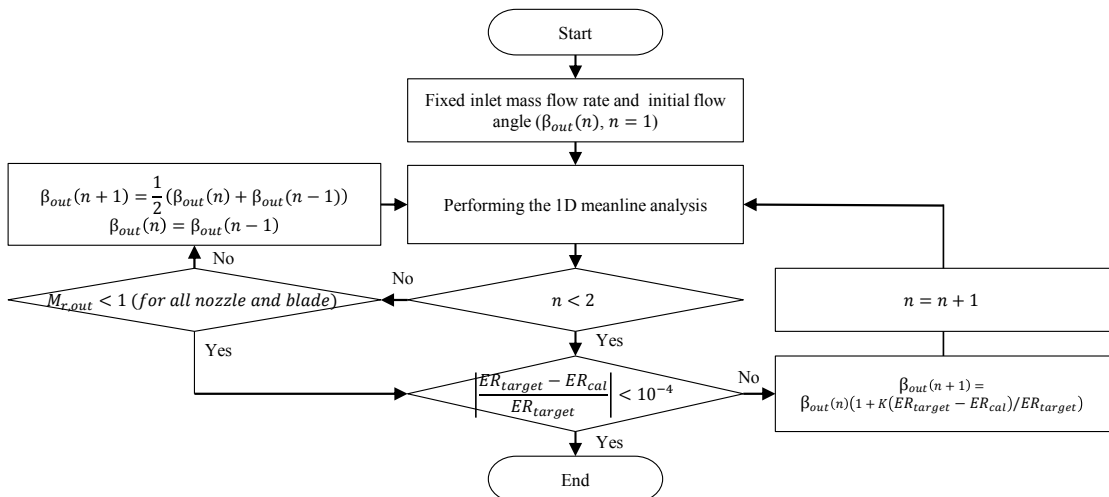 Start
Fixed inlet mass flow rate and initial flow
angle (β_out(n), n = 1)
β_out(n + 1) = 1/2 (β_out(n) + β_out(n − 1))
β_out(n) = β_out(n − 1)
Performing the 1D meanline analysis
No
No
M_r,out < 1 (for all nozzle and blade)
n < 2
n = n + 1
Yes
Yes
|ER_target − ER_cal / ER_target| < 10^−4
No
β_out(n + 1) =
β_out(n)(1 + K(ER_target − ER_cal)/ER_target)
Yes
End